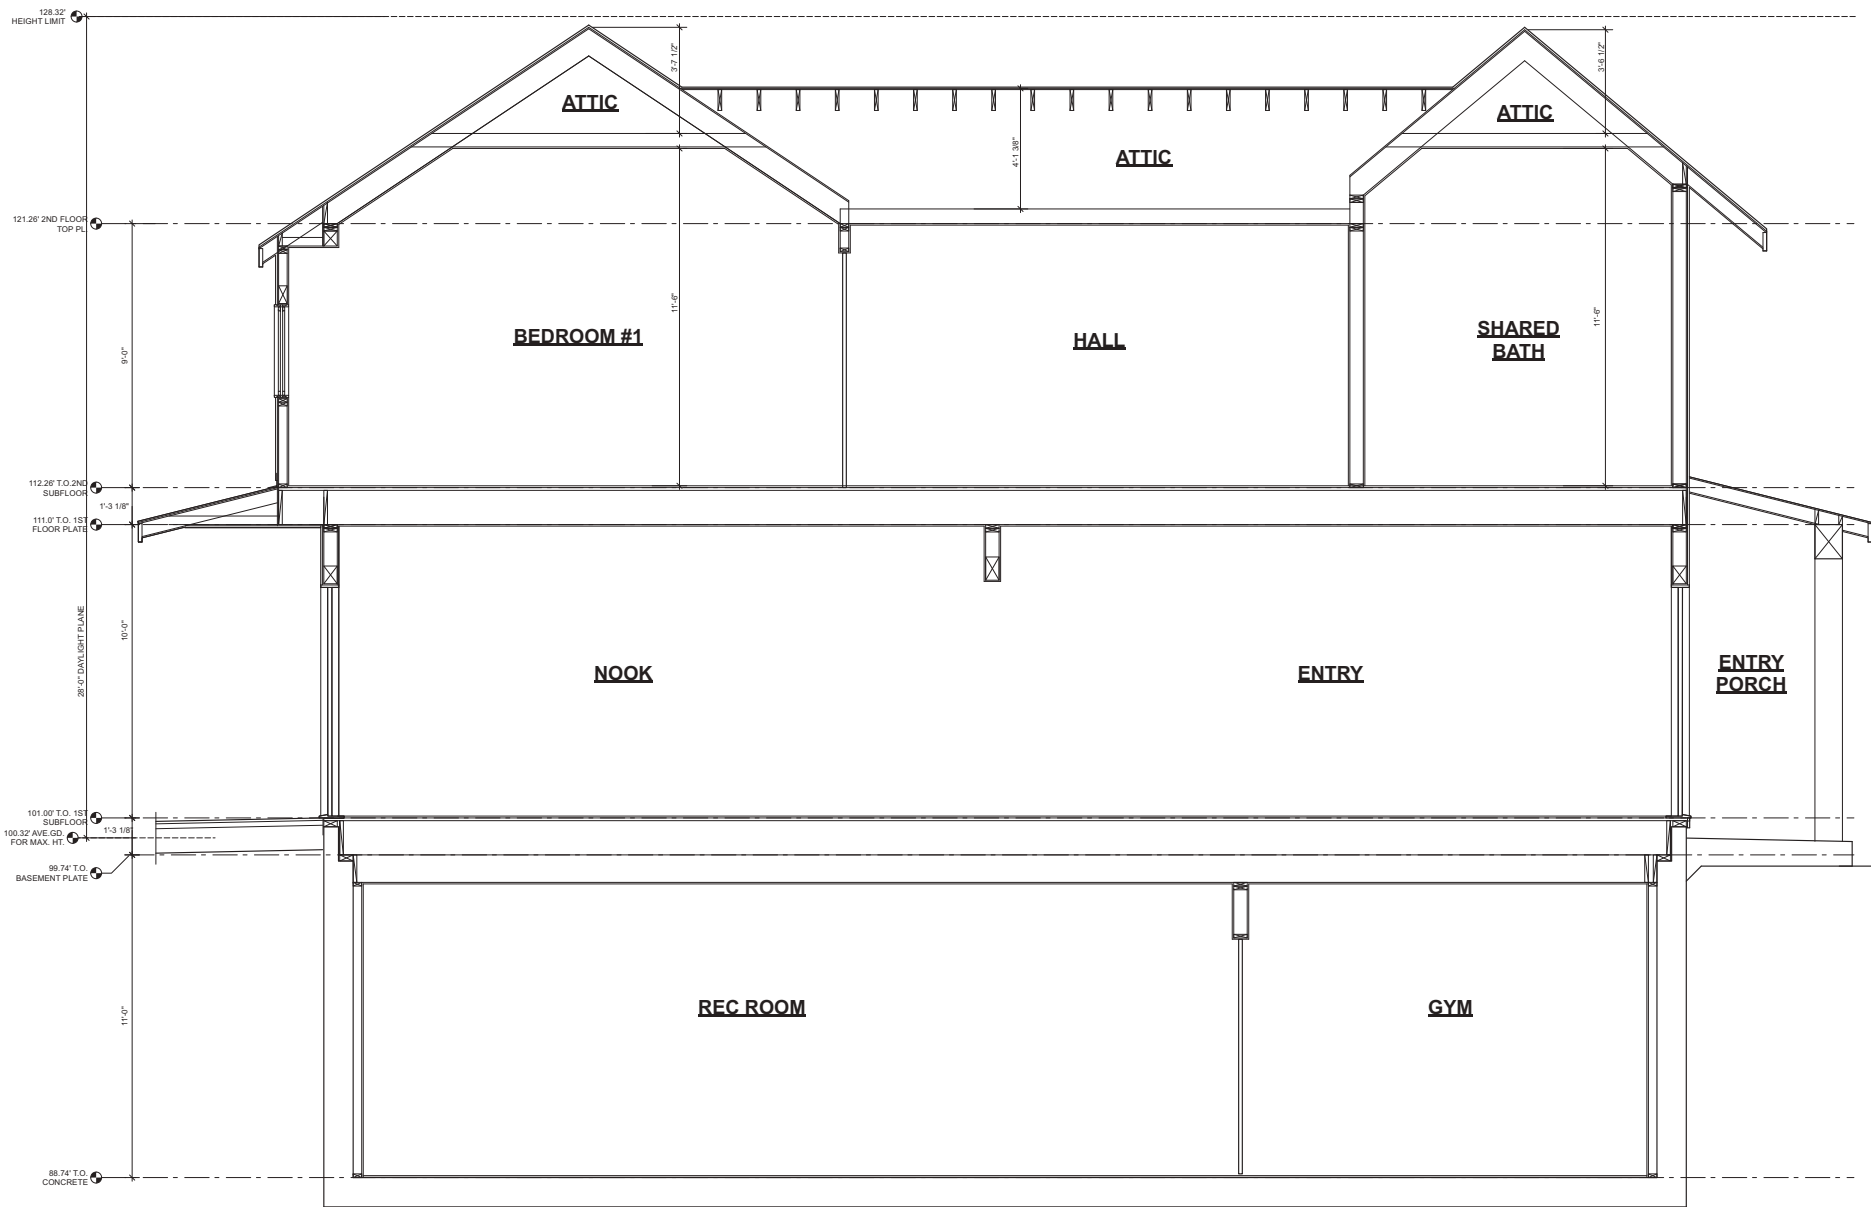 128.32'
HEIGHT LIMIT
3'-7 1/2"
3'-6 1/2"
ATTIC
ATTIC
ATTIC
4'-1 3/8"
121.26' 2ND FLOOR
TOP PL
9'-0"
11'-6"
11'-6"
BEDROOM #1
HALL
SHARED
BATH
112.26' T.O.2ND
SUBFLOOR
1'-3 1/8"
111.0' T.O. 1ST
FLOOR PLATE
28'-0" DAYLIGHT PLANE
10'-0"
NOOK
ENTRY
ENTRY
PORCH
101.00' T.O. 1ST
SUBFLOOR
100.32' AVE.GD.
FOR MAX. HT.
1'-3 1/8"
99.74' T.O.
BASEMENT PLATE
11'-0"
REC ROOM
GYM
88.74' T.O.
CONCRETE